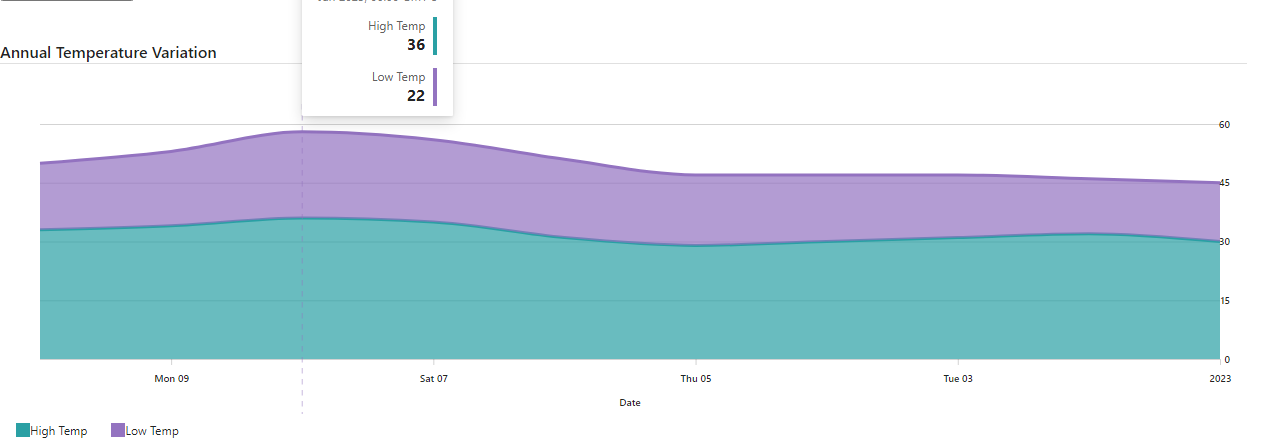 High Temp
36
Annual Temperature Variation
Low Temp
22
60
45
30
15
0
Mon 09
Sat 07
Thu 05
Tue 03
2023
Date
High Temp
Low Temp